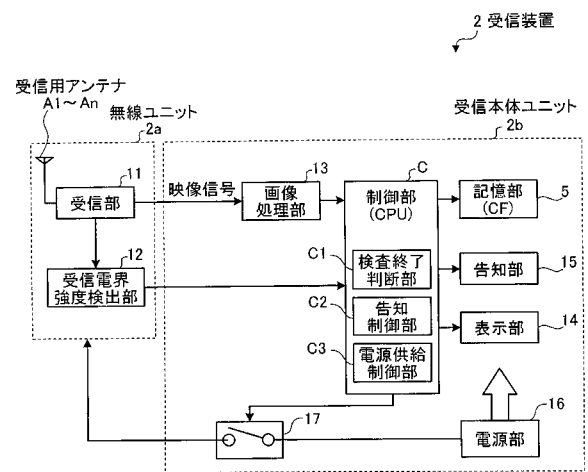 2 受信装置
受信用アンテナ
A1～An
無線ユニット
2a
受信本体ユニット
2b
11
受信部
映像信号
13
画像
処理部
C
制御部
(CPU)
記憶部
(CF)
5
12
受信電界
強度検出部
C1
検査終了
判断部
告知部
15
C2
告知
制御部
表示部
14
C3
電源供給
制御部
17
16
電源部